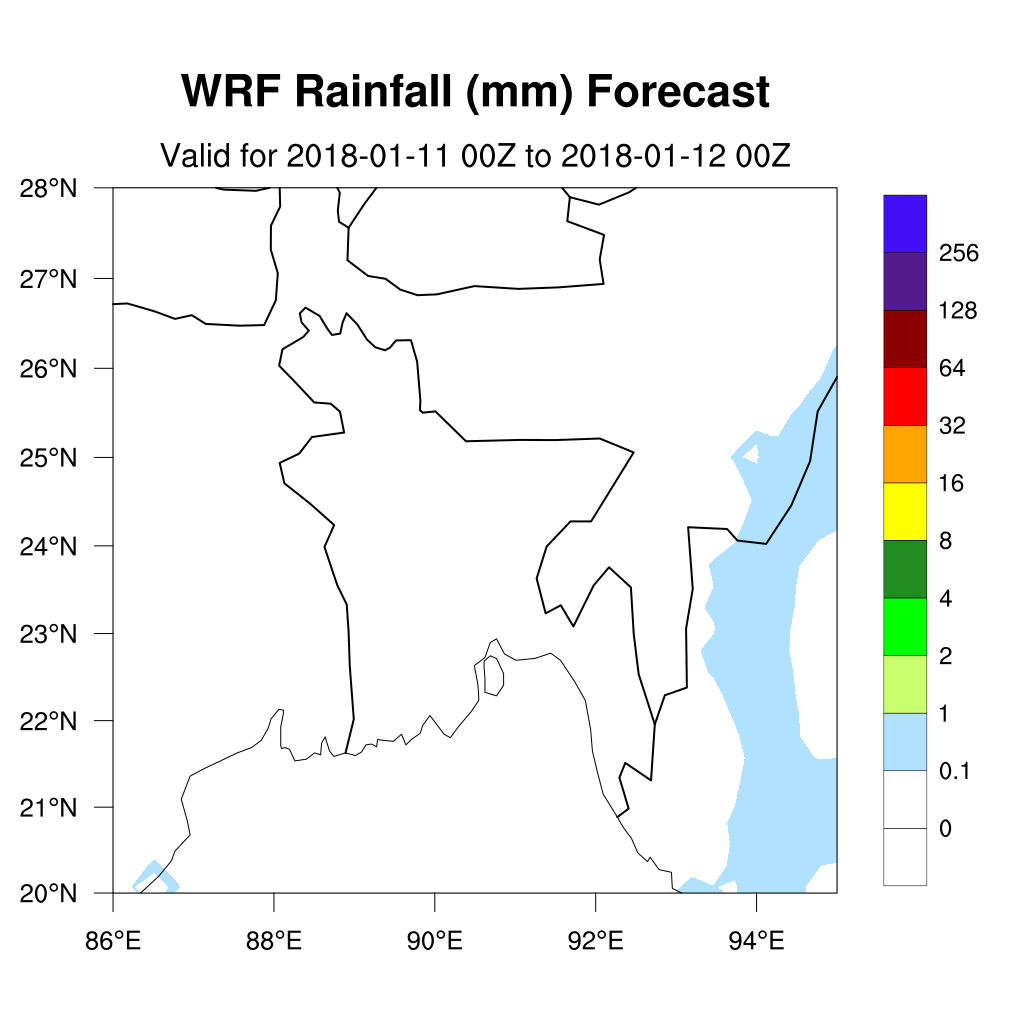 WRF Rainfall (mm) Forecast
Valid for 2018-01-11 00Z to 2018-01-12 00Z
28°N
27°N
26°N
25°N
24°N
23°N
22°N
21°N
20°N
86°E
88°E
90°E
92°E
94°E
256
128
64
32
16
8
4
2
1
0.1
0